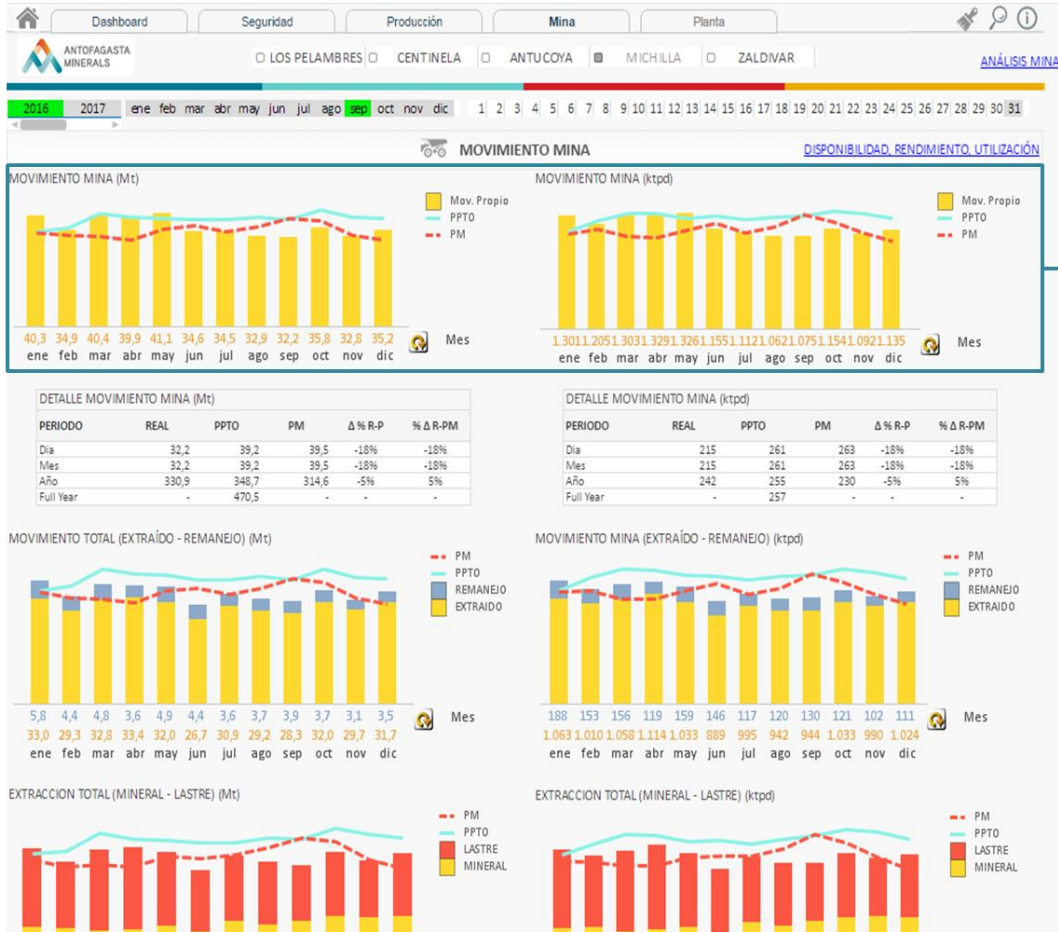 Dashboard Seguridad Producción Mina Planta
ANTOFAGASTA
MINERALS
LOS PELAMBRES CENTINELA ANTUCOYA MICHILLA ZALDIVAR
ANÁLISIS MINA
2016 2017 ene feb mar abr may jun jul ago sep oct nov dic 1 2 3 4 5 6 7 8 9 10 11 12 13 14 15 16 17 18 19 20 21 22 23 24 25 26 27 28 29 30 31
MOVIMIENTO MINA
DISPONIBILIDAD, RENDIMIENTO, UTILIZACIÓN
MOVIMIENTO MINA (Mt)
Mov. Propio
PPTO
PM
40,3 34,9 40,4 39,9 41,1 34,6 34,5 32,9 32,2 35,8 32,8 35,2
Mes
ene feb mar abr may jun jul ago sep oct nov dic
MOVIMIENTO MINA (ktpd)
Mov. Propio
PPTO
PM
1.301 1.205 1.303 1.329 1.326 1.155 1.112 1.062 1.075 1.154 1.092 1.135
Mes
ene feb mar abr may jun jul ago sep oct nov dic
DETALLE MOVIMIENTO MINA (Mt)
PERIODO REAL PPTO PM Δ % R-P % Δ R-PM
Dia 32,2 39,2 39,5 -18% -18%
Mes 32,2 39,2 39,5 -18% -18%
Año 330,9 348,7 314,6 -5% 5%
Full Year - 470,5 - - -
DETALLE MOVIMIENTO MINA (ktpd)
PERIODO REAL PPTO PM Δ % R-P % Δ R-PM
Dia 215 261 263 -18% -18%
Mes 215 261 263 -18% -18%
Año 242 255 230 -5% 5%
Full Year - 257 - - -
MOVIMIENTO TOTAL (EXTRAÍDO - REMANEJO) (Mt)
PM
PPTO
REMANEJO
EXTRAIDO
5,8 4,4 4,8 3,6 4,9 4,4 3,6 3,7 3,9 3,7 3,1 3,5
Mes
33,0 29,3 32,8 33,4 32,0 26,7 30,9 29,2 28,3 32,0 29,7 31,7
ene feb mar abr may jun jul ago sep oct nov dic
MOVIMIENTO MINA (EXTRAÍDO - REMANEJO) (ktpd)
PM
PPTO
REMANEJO
EXTRAIDO
188 153 156 119 159 146 117 120 130 121 102 111
Mes
1.063 1.010 1.058 1.114 1.033 889 995 942 944 1.033 990 1.024
ene feb mar abr may jun jul ago sep oct nov dic
EXTRACCION TOTAL (MINERAL - LASTRE) (Mt)
PM
PPTO
LASTRE
MINERAL
EXTRACCION TOTAL (MINERAL - LASTRE) (ktpd)
PM
PPTO
LASTRE
MINERAL